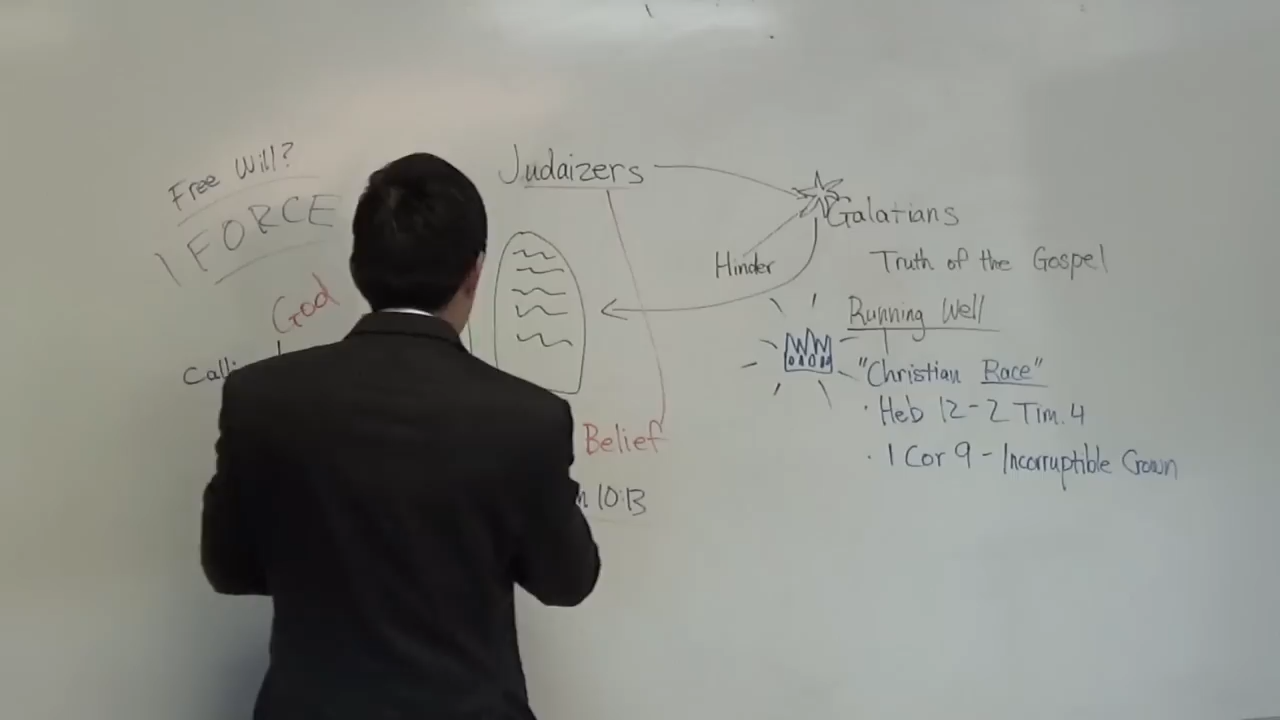 Free Will?
FORCE
God
Judaizers
Galatians
Hinder
Truth of the Gospel
Running Well
"Christian Race"
· Heb 12 - 2 Tim. 4
· 1 Cor 9 - Incorruptible Crown
Belief
10:13